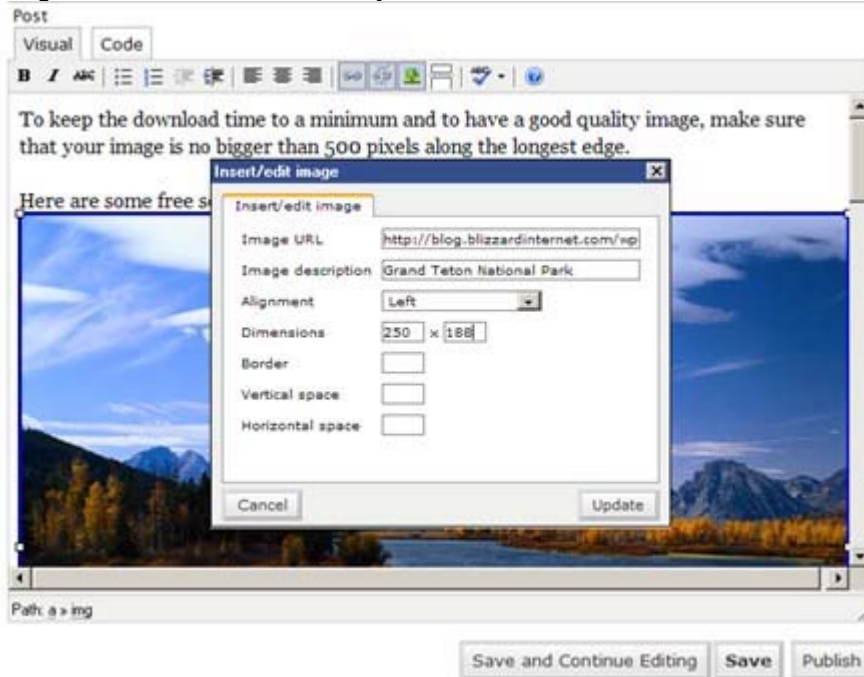 Post
Visual Code
B I ABC
To keep the download time to a minimum and to have a good quality image, make sure
that your image is no bigger than 500 pixels along the longest edge.
Here are some free
Insert/edit image
Insert/edit image
Image URL http://blog.blizzardinternet.com/wp
Image description Grand Teton National Park
Alignment Left
Dimensions 250 x 188
Border
Vertical space
Horizontal space
Cancel Update
Path: a » img
Save and Continue Editing Save Publish